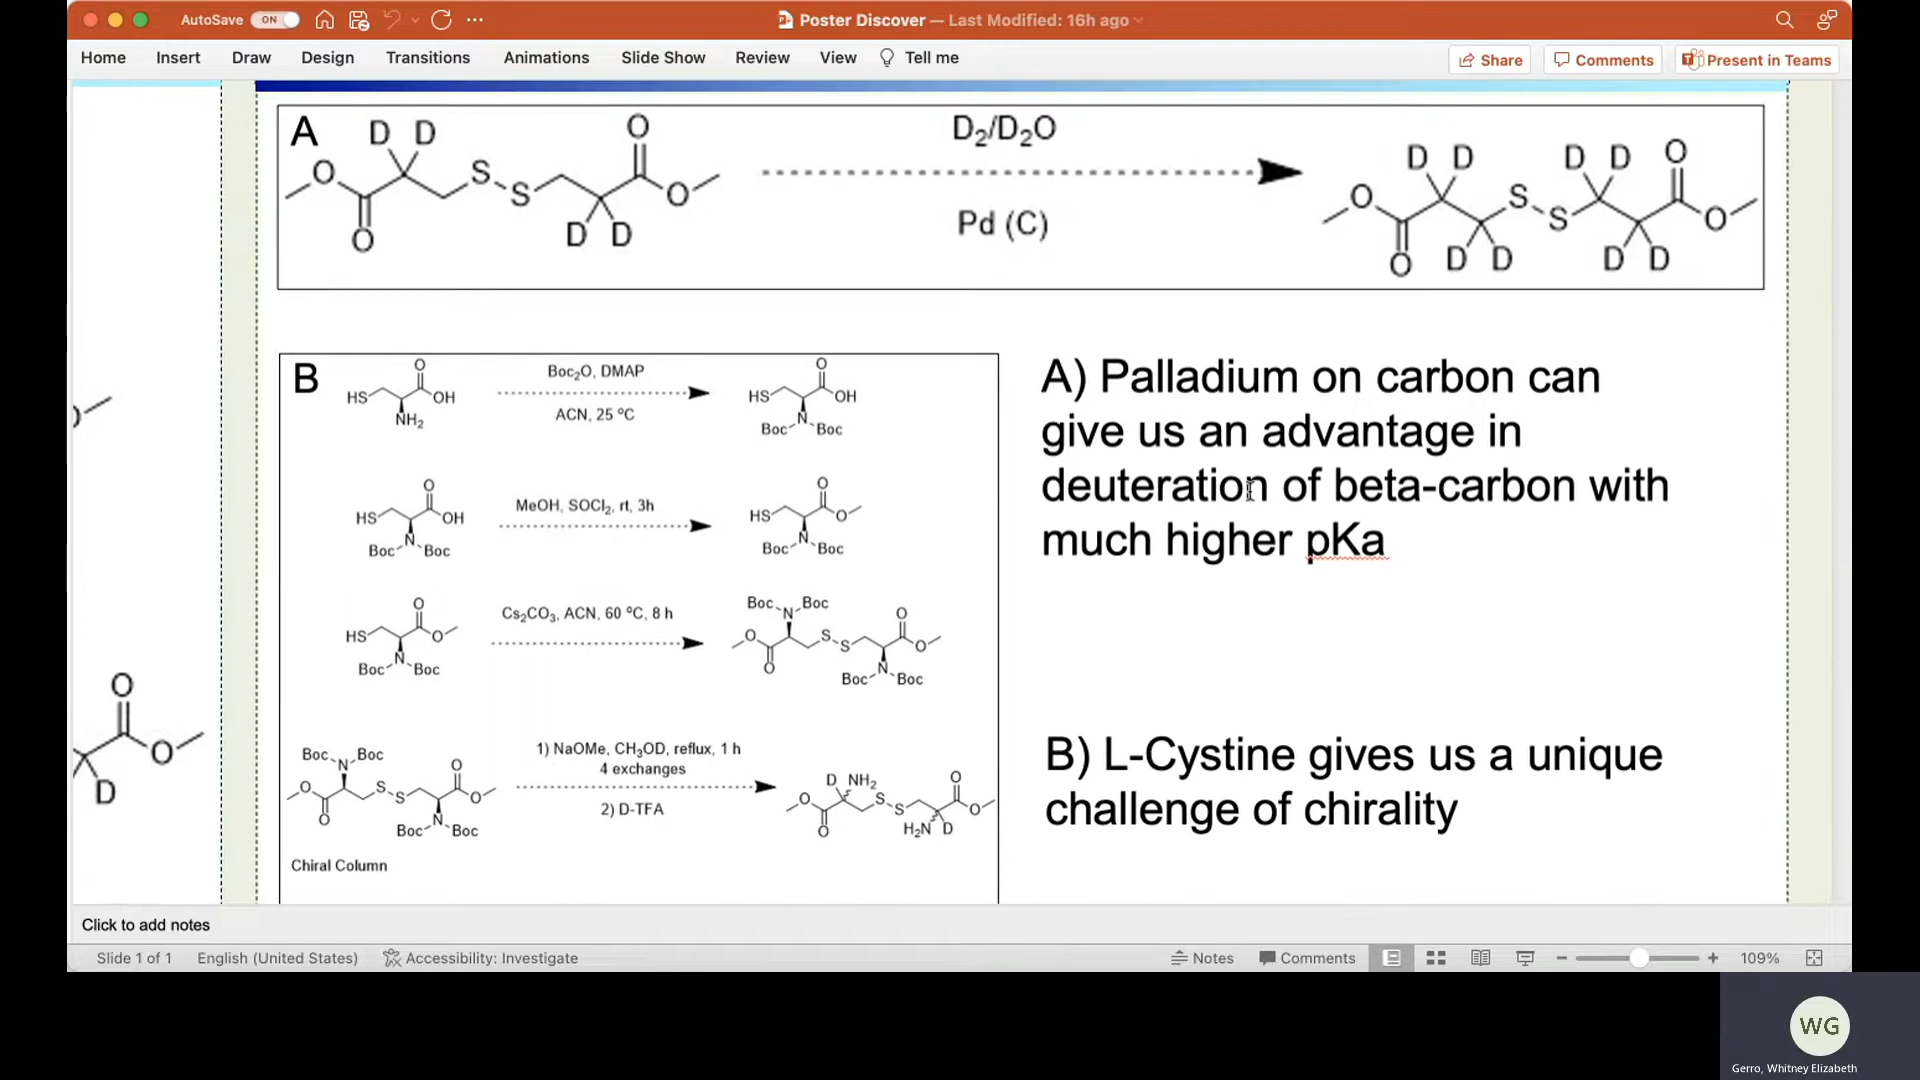 AutoSave ON
Poster Discover — Last Modified: 16h ago
Home Insert Draw Design Transitions Animations Slide Show Review View Tell me
Share Comments Present in Teams
A
D D
O
O
S
S
O
O
D D
D₂/D₂O
Pd (C)
D D
D D
O
O
S
S
O
O
D D
D D
B
HS
O
OH
NH₂
Boc₂O, DMAP
ACN, 25 ºC
HS
O
OH
N
Boc Boc
HS
O
OH
N
Boc Boc
MeOH, SOCl₂, rt, 3h
HS
O
O
N
Boc Boc
HS
O
O
N
Boc Boc
Cs₂CO₃, ACN, 60 ºC, 8 h
Boc Boc
N
O
O
S
S
O
O
N
Boc Boc
Boc Boc
N
O
O
S
S
O
O
N
Boc Boc
1) NaOMe, CH₃OD, reflux, 1 h
4 exchanges
2) D-TFA
D NH₂
O
O
S
S
O
O
H₂N D
Chiral Column
A) Palladium on carbon can
give us an advantage in
deuteration of beta-carbon with
much higher pKa
B) L-Cystine gives us a unique
challenge of chirality
O
O
D
Click to add notes
Slide 1 of 1 English (United States) Accessibility: Investigate Notes Comments 109%
WG
Gerro, Whitney Elizabeth